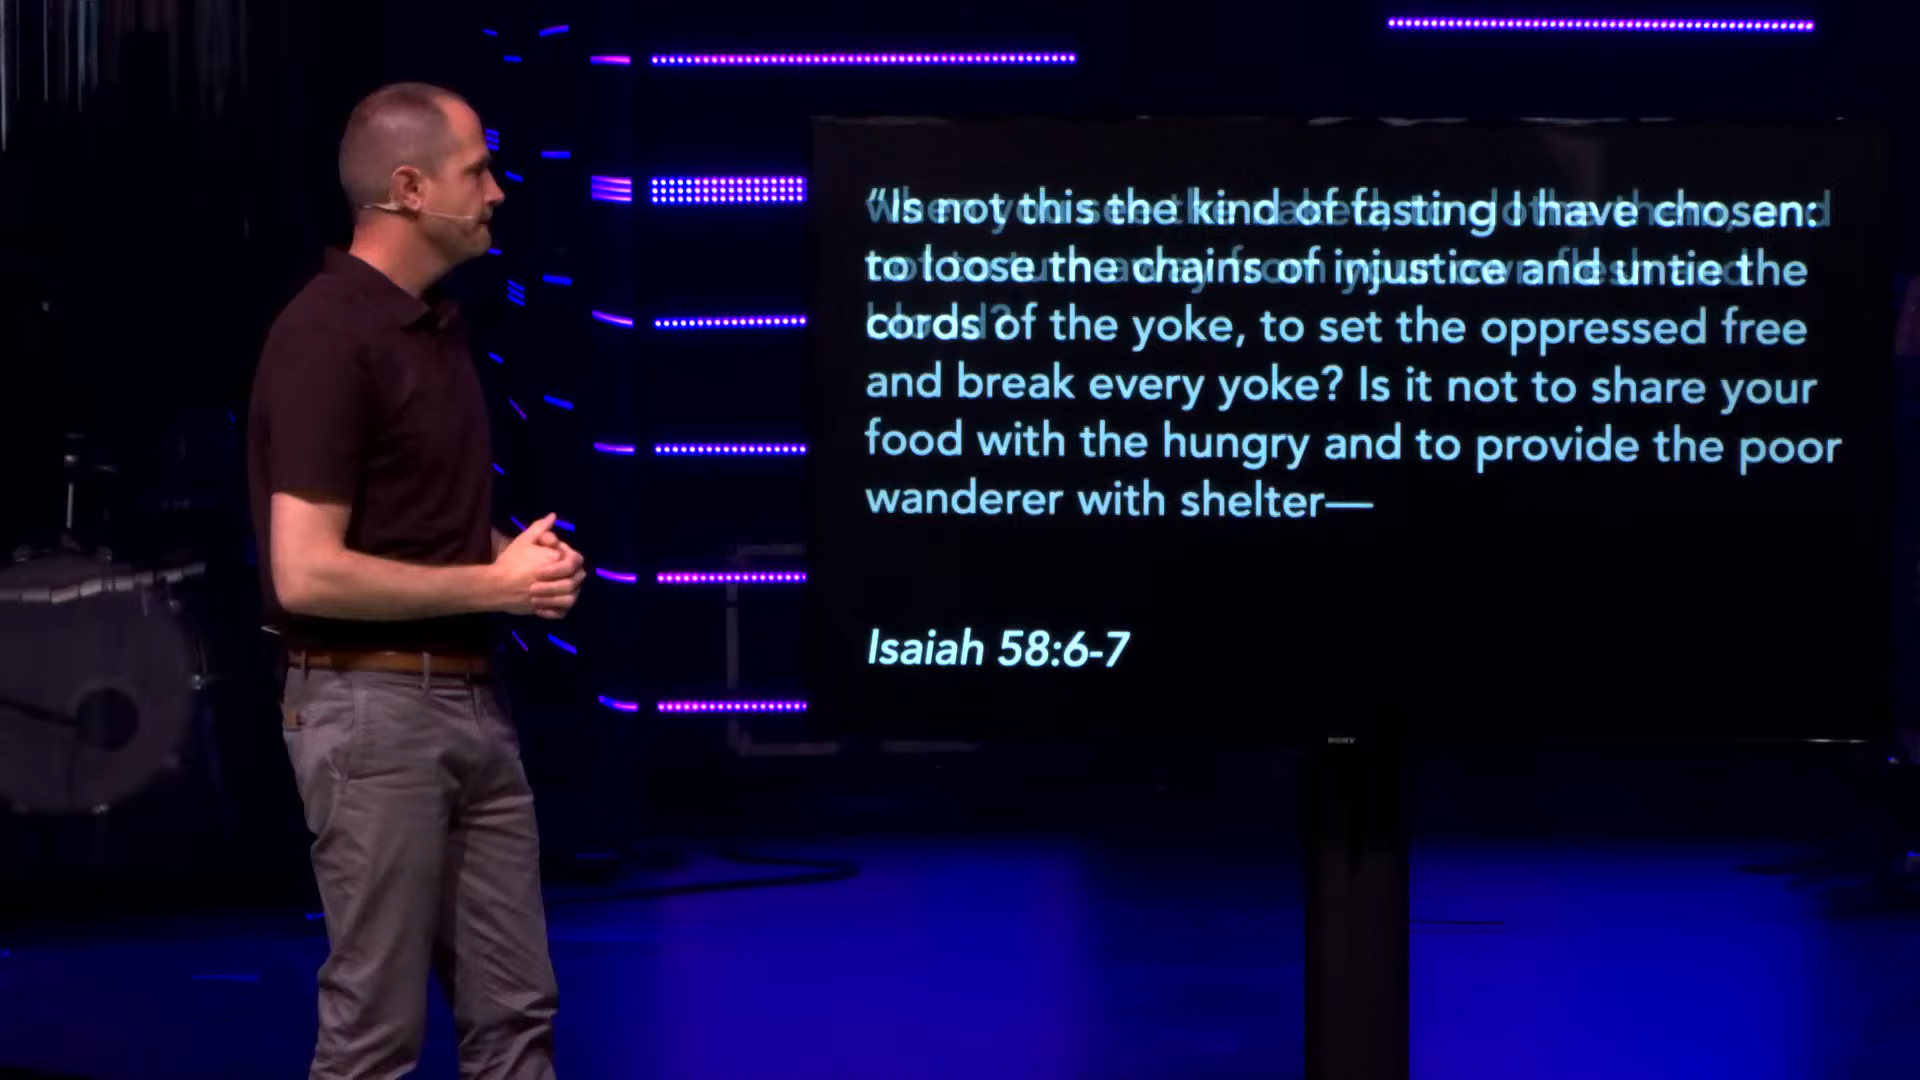 “Is not this the kind of fasting I have chosen:
to loose the chains of injustice and untie the
cords of the yoke, to set the oppressed free
and break every yoke? Is it not to share your
food with the hungry and to provide the poor
wanderer with shelter—
Isaiah 58:6-7
SONY